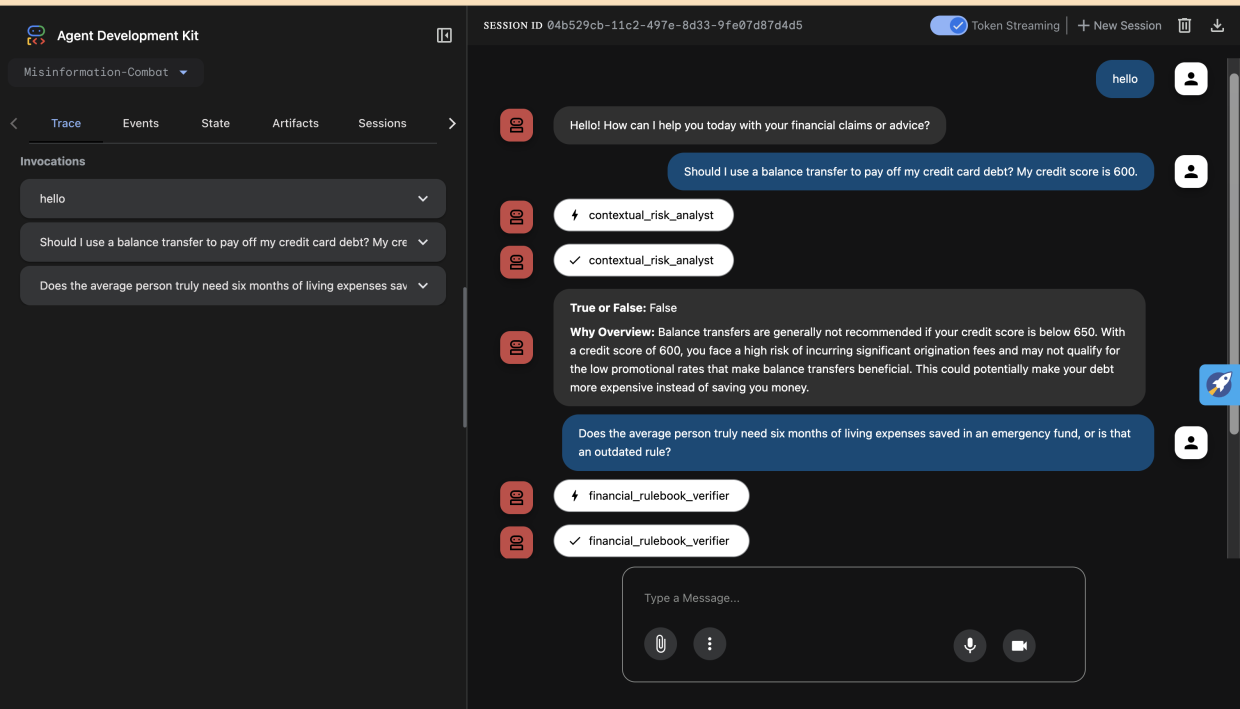 Agent Development Kit
SESSION ID 04b529cb-11c2-497e-8d33-9fe07d87d4d5
Token Streaming
New Session
Misinformation-Combat
Trace
Events
State
Artifacts
Sessions
Invocations
hello
Should I use a balance transfer to pay off my credit card debt? My cre
Does the average person truly need six months of living expenses sav
hello
Hello! How can I help you today with your financial claims or advice?
Should I use a balance transfer to pay off my credit card debt? My credit score is 600.
contextual_risk_analyst
contextual_risk_analyst
True or False: False
Why Overview: Balance transfers are generally not recommended if your credit score is below 650. With
a credit score of 600, you face a high risk of incurring significant origination fees and may not qualify for
the low promotional rates that make balance transfers beneficial. This could potentially make your debt
more expensive instead of saving you money.
Does the average person truly need six months of living expenses saved in an emergency fund, or is that
an outdated rule?
financial_rulebook_verifier
financial_rulebook_verifier
Type a Message...